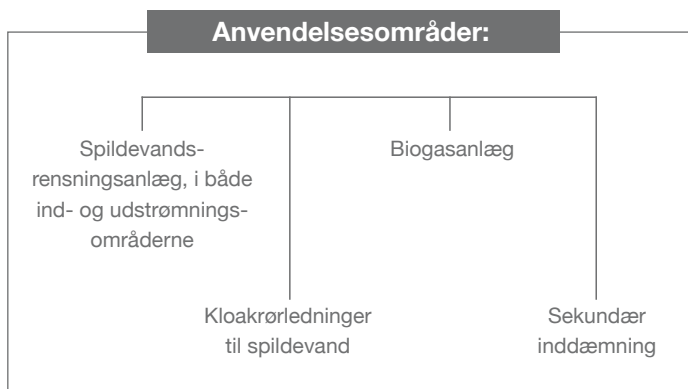 Anvendelsesområder:
Spildevands-
rensningsanlæg, i både
ind- og udstrømnings-
områderne
Kloakrørledninger
til spildevand
Biogasanlæg
Sekundær
inddæmning